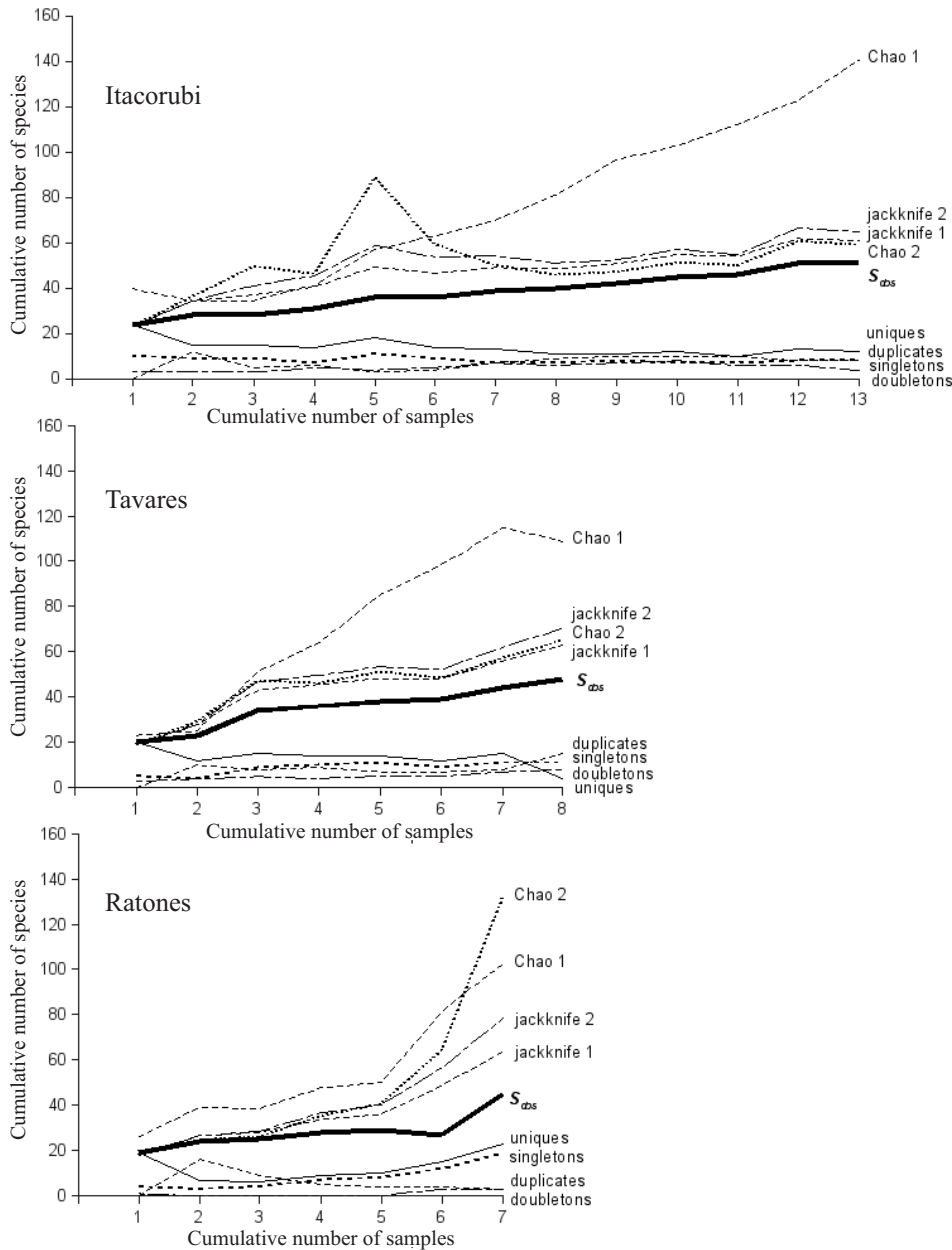 160
140
120
100
80
60
40
20
0
Cumulative number of species
Itacorubi
Chao 1
jackknife 2
jackknife 1
Chao 2
S obs
uniques
duplicates
singletons
doubletons
1 2 3 4 5 6 7 8 9 10 11 12 13
Cumulative number of samples
160
140
120
100
80
60
40
20
0
Cumulative number of species
Tavares
Chao 1
jackknife 2
Chao 2
jackknife 1
S obs
duplicates
singletons
doubletons
uniques
1 2 3 4 5 6 7 8
Cumulative number of samples
160
140
120
100
80
60
40
20
0
Cumulative number of species
Ratones
Chao 2
Chao 1
jackknife 2
jackknife 1
S obs
uniques
singletons
duplicates
doubletons
1 2 3 4 5 6 7
Cumulative number of samples